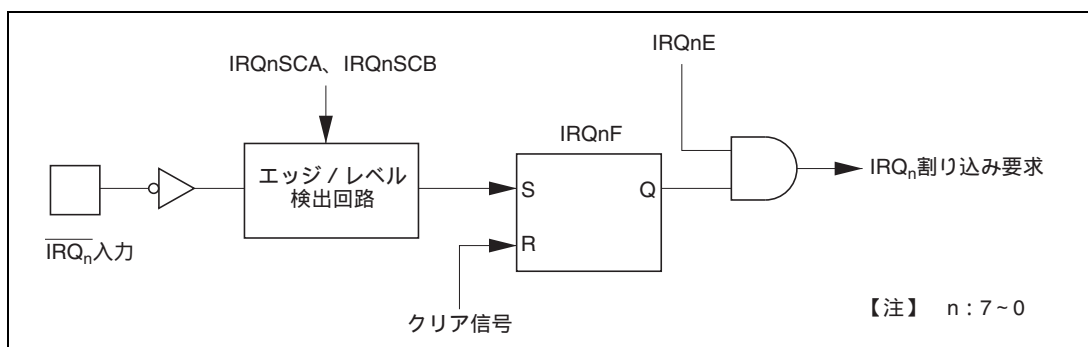 IRQnE
IRQnSCA、IRQnSCB
IRQnF
エッジ / レベル
検出回路
S
Q
R
IRQn割り込み要求
IRQn入力
クリア信号
【注】 n : 7~0